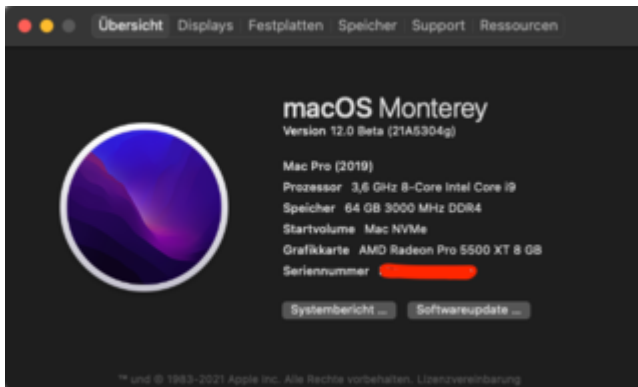 Übersicht Displays Festplatten Speicher Support Ressourcen
macOS Monterey
Version 12.0 Beta (21A5304g)
Mac Pro (2019)
Prozessor 3,6 GHz 8-Core Intel Core i9
Speicher 64 GB 3000 MHz DDR4
Startvolume Mac NVMe
Grafikkarte AMD Radeon Pro 5500 XT 8 GB
Seriennummer
Systembericht ...
Softwareupdate ...
™ und © 1983-2021 Apple Inc. Alle Rechte vorbehalten. Lizenzvereinbarung